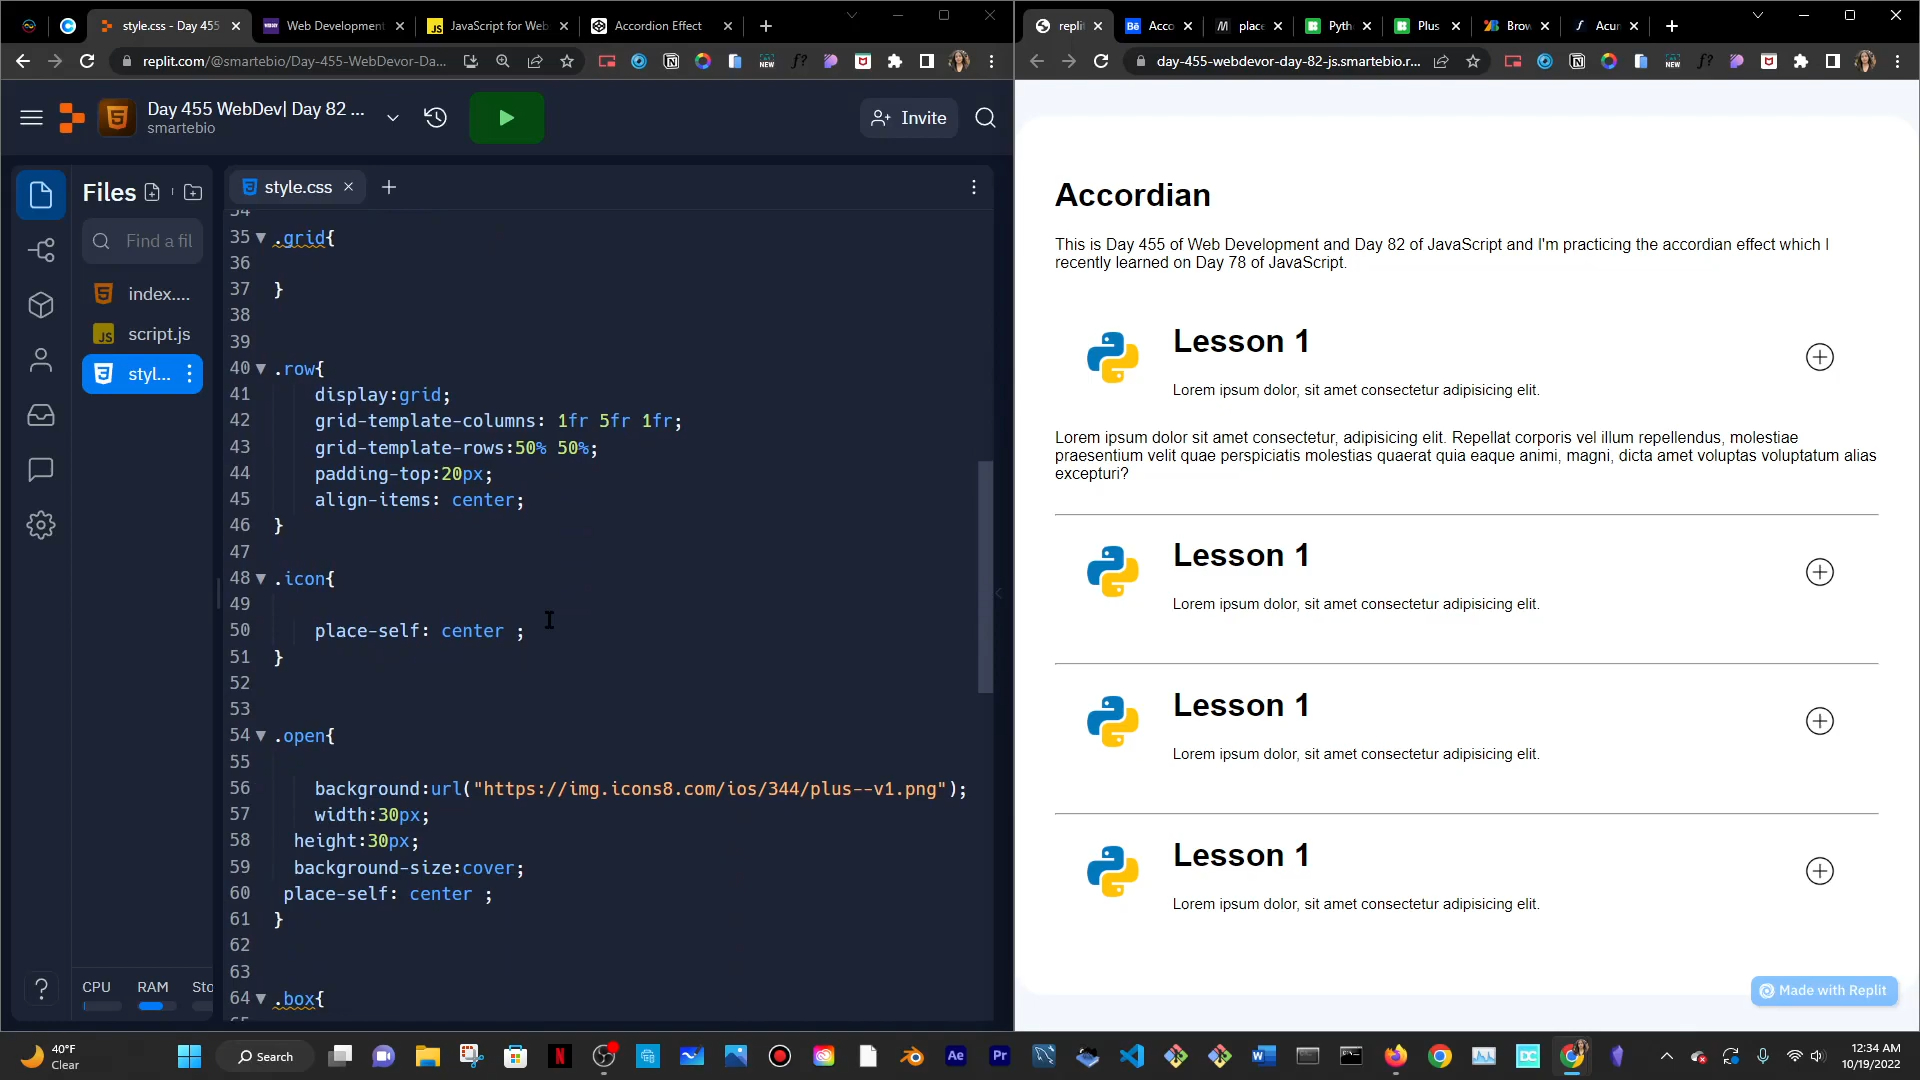 style.css - Day 455
Web Development
JavaScript for Web
Accordion Effect
replit.com/@smartebio/Day-455-WebDevor-Da...
Day 455 WebDev| Day 82 ...
smartebio
Invite
Files
Find a fil
index....
script.js
styl...
CPU
RAM
Sto
style.css
34
35 .grid{
36
37 }
38
39
40 .row{
41 display:grid;
42 grid-template-columns: 1fr 5fr 1fr;
43 grid-template-rows:50% 50%;
44 padding-top:20px;
45 align-items: center;
46 }
47
48 .icon{
49
50 place-self: center ;
51 }
52
53
54 .open{
55
56 background:url("https://img.icons8.com/ios/344/plus--v1.png");
57 width:30px;
58 height:30px;
59 background-size:cover;
60 place-self: center ;
61 }
62
63
64 .box{
replit
Acco
place
Pyth
Plus
Brow
Acun
day-455-webdevor-day-82-js.smartebio.r...
Accordian
This is Day 455 of Web Development and Day 82 of JavaScript and I'm practicing the accordian effect which I
recently learned on Day 78 of JavaScript.
Lesson 1
Lorem ipsum dolor, sit amet consectetur adipisicing elit.
Lorem ipsum dolor sit amet consectetur, adipisicing elit. Repellat corporis vel illum repellendus, molestiae
praesentium velit quae perspiciatis molestias quaerat quia eaque animi, magni, dicta amet voluptas voluptatum alias
excepturi?
Lesson 1
Lorem ipsum dolor, sit amet consectetur adipisicing elit.
Lesson 1
Lorem ipsum dolor, sit amet consectetur adipisicing elit.
Lesson 1
Lorem ipsum dolor, sit amet consectetur adipisicing elit.
Made with Replit
40°F
Clear
Search
12:34 AM
10/19/2022